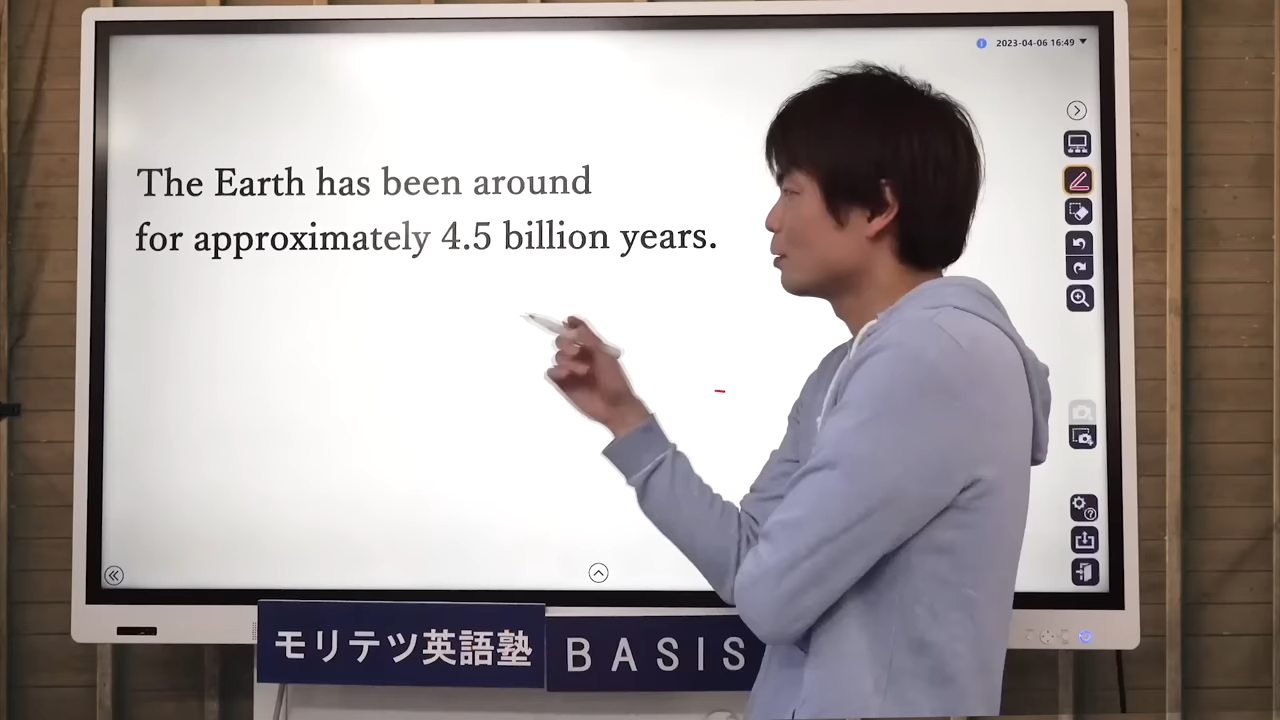 2023-04-06 16:49
The Earth has been around
for approximately 4.5 billion years.
モリテツ英語塾
BASIS